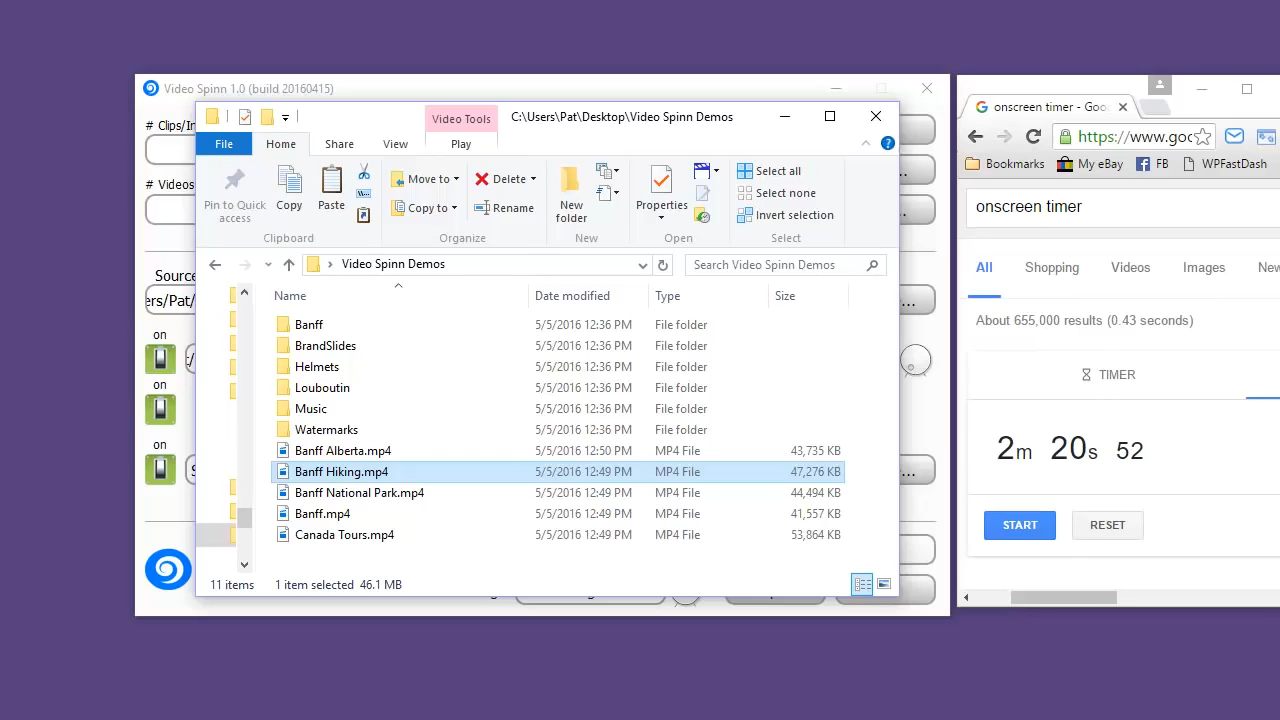 Video Spinn 1.0 (build 20160415)
# Clips/In
# Videos
Source
ers/Pat/
on
:/
on
on
S
Video Tools
C:\Users\Pat\Desktop\Video Spinn Demos
File
Home
Share
View
Play
Pin to Quick access
Copy
Paste
Clipboard
Move to
Copy to
Delete
Rename
Organize
New folder
New
Properties
Open
Select all
Select none
Invert selection
Select
Video Spinn Demos
Search Video Spinn Demos
Name Date modified Type Size
Banff 5/5/2016 12:36 PM File folder
BrandSlides 5/5/2016 12:36 PM File folder
Helmets 5/5/2016 12:36 PM File folder
Louboutin 5/5/2016 12:36 PM File folder
Music 5/5/2016 12:36 PM File folder
Watermarks 5/5/2016 12:36 PM File folder
Banff Alberta.mp4 5/5/2016 12:50 PM MP4 File 43,735 KB
Banff Hiking.mp4 5/5/2016 12:49 PM MP4 File 47,276 KB
Banff National Park.mp4 5/5/2016 12:49 PM MP4 File 44,494 KB
Banff.mp4 5/5/2016 12:49 PM MP4 File 41,557 KB
Canada Tours.mp4 5/5/2016 12:49 PM MP4 File 53,864 KB
11 items 1 item selected 46.1 MB
onscreen timer - Goo
https://www.goo
Bookmarks My eBay FB WPFastDash
onscreen timer
All Shopping Videos Images New
About 655,000 results (0.43 seconds)
TIMER
2m 20s 52
START RESET